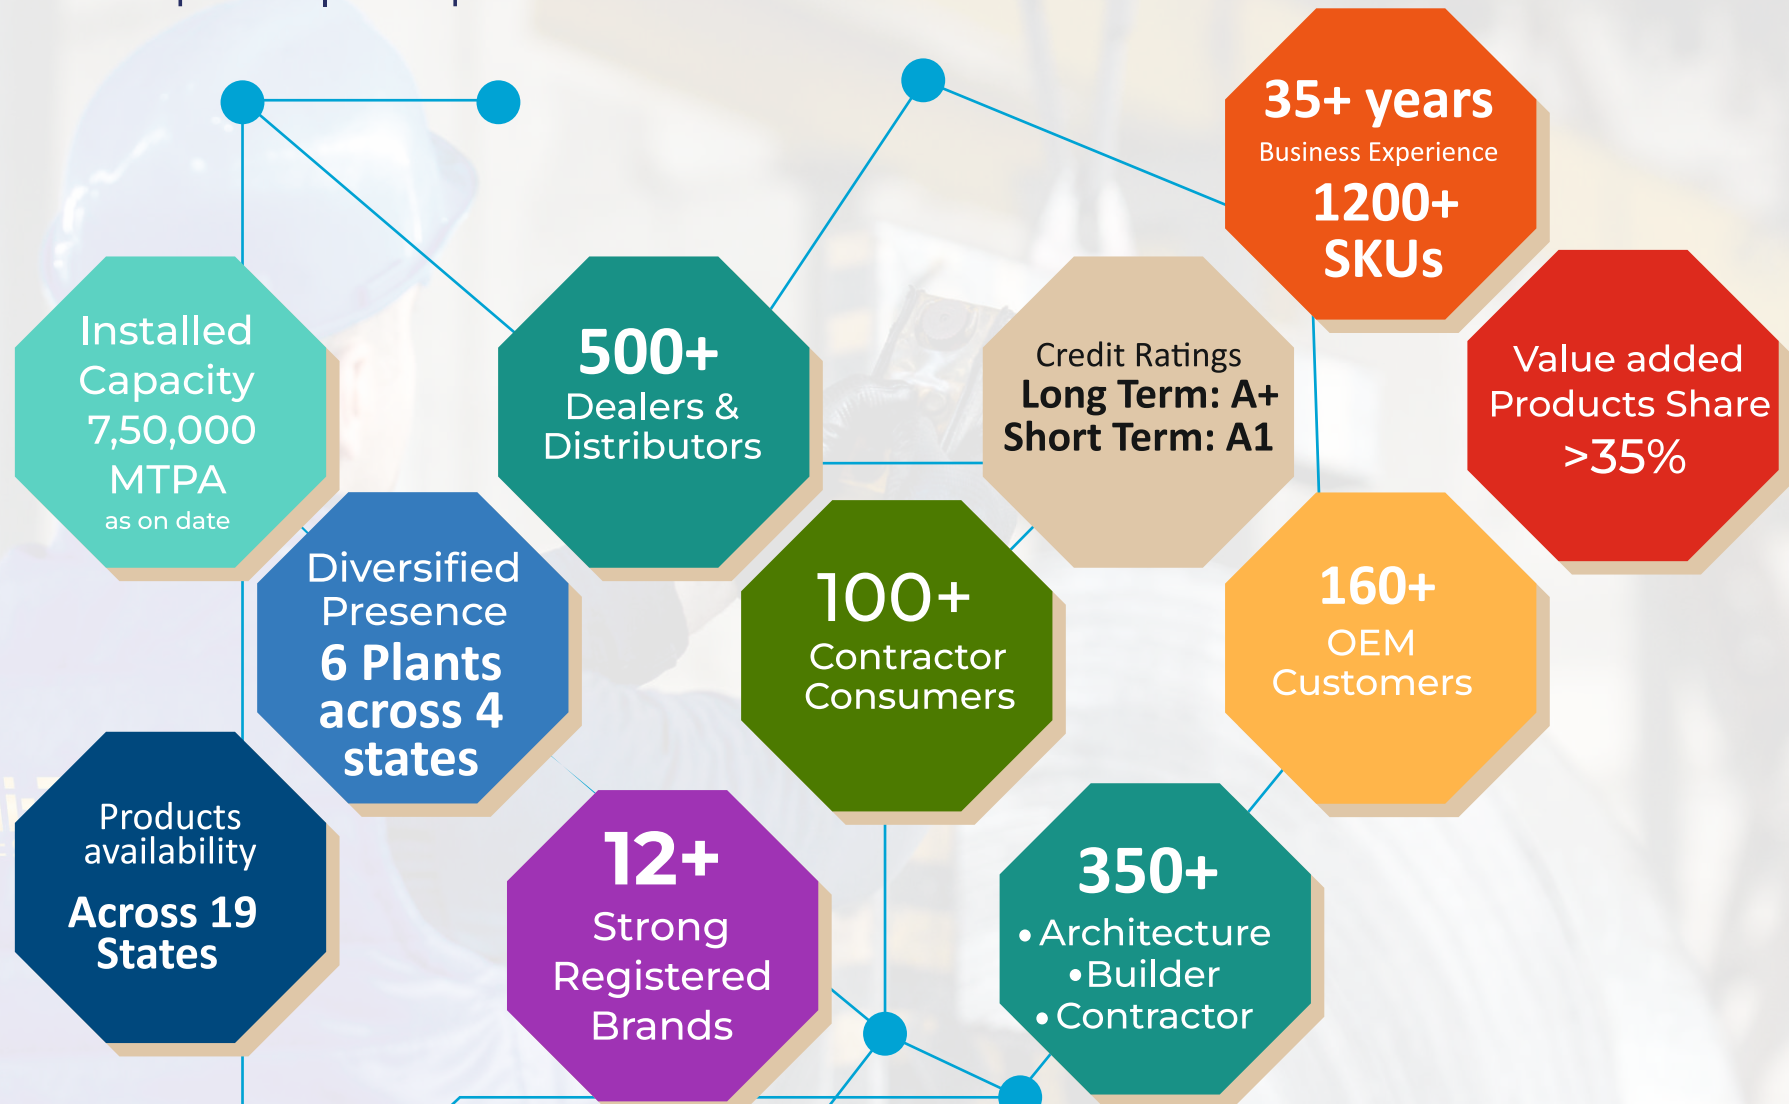 35+ years
Business Experience
1200+
SKUs
Installed
Capacity
7,50,000
MTPA
as on date
500+
Dealers &
Distributors
Credit Ratings
Long Term: A+
Short Term: A1
Value added
Products Share
>35%
Diversified
Presence
6 Plants
across 4
states
100+
Contractor
Consumers
160+
OEM
Customers
Products
availability
Across 19
States
12+
Strong
Registered
Brands
350+
• Architecture
• Builder
• Contractor